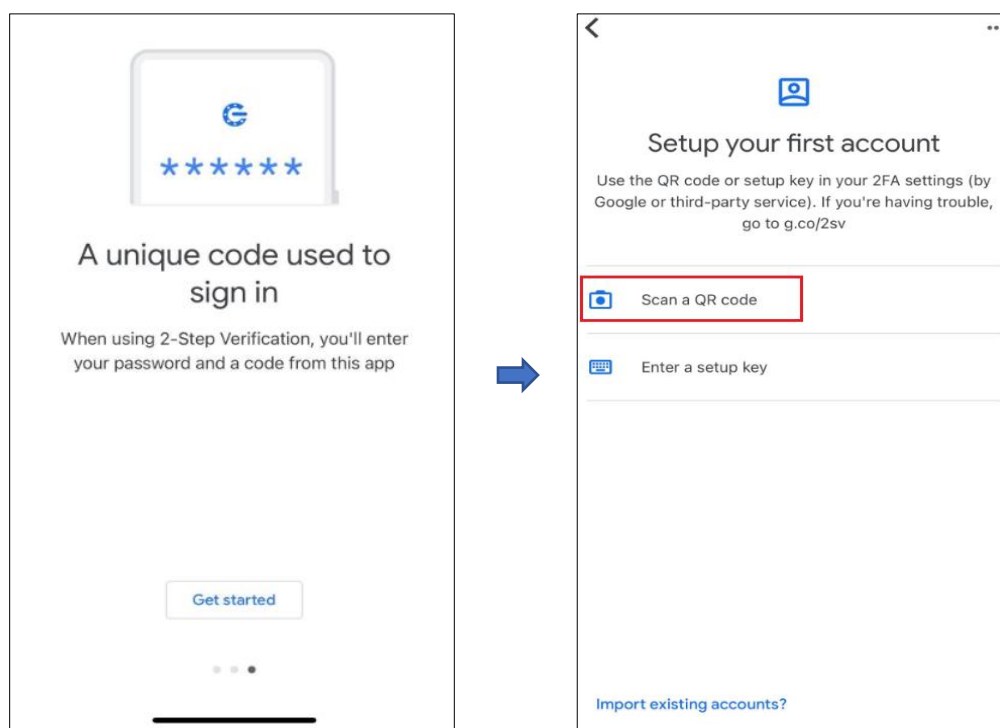 ******
A unique code used to
sign in
When using 2-Step Verification, you'll enter
your password and a code from this app
Get started
Setup your first account
Use the QR code or setup key in your 2FA settings (by
Google or third-party service). If you're having trouble,
go to g.co/2sv
Scan a QR code
Enter a setup key
Import existing accounts?